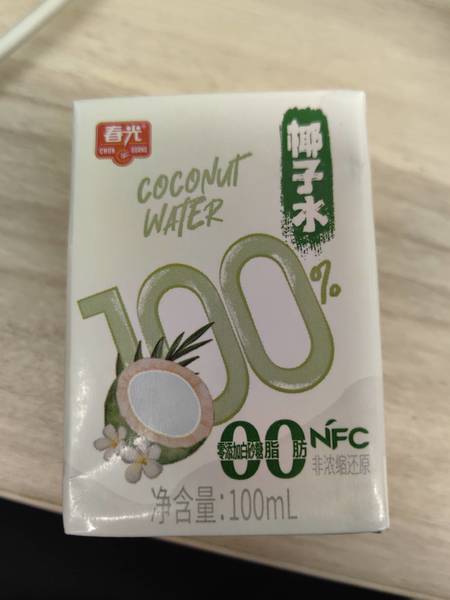 春光
CHUN GUANG
COCONUT
WATER
椰子水
100%
零添加白砂糖
0
0
脂肪
NFC
非浓缩还原
净含量:100mL